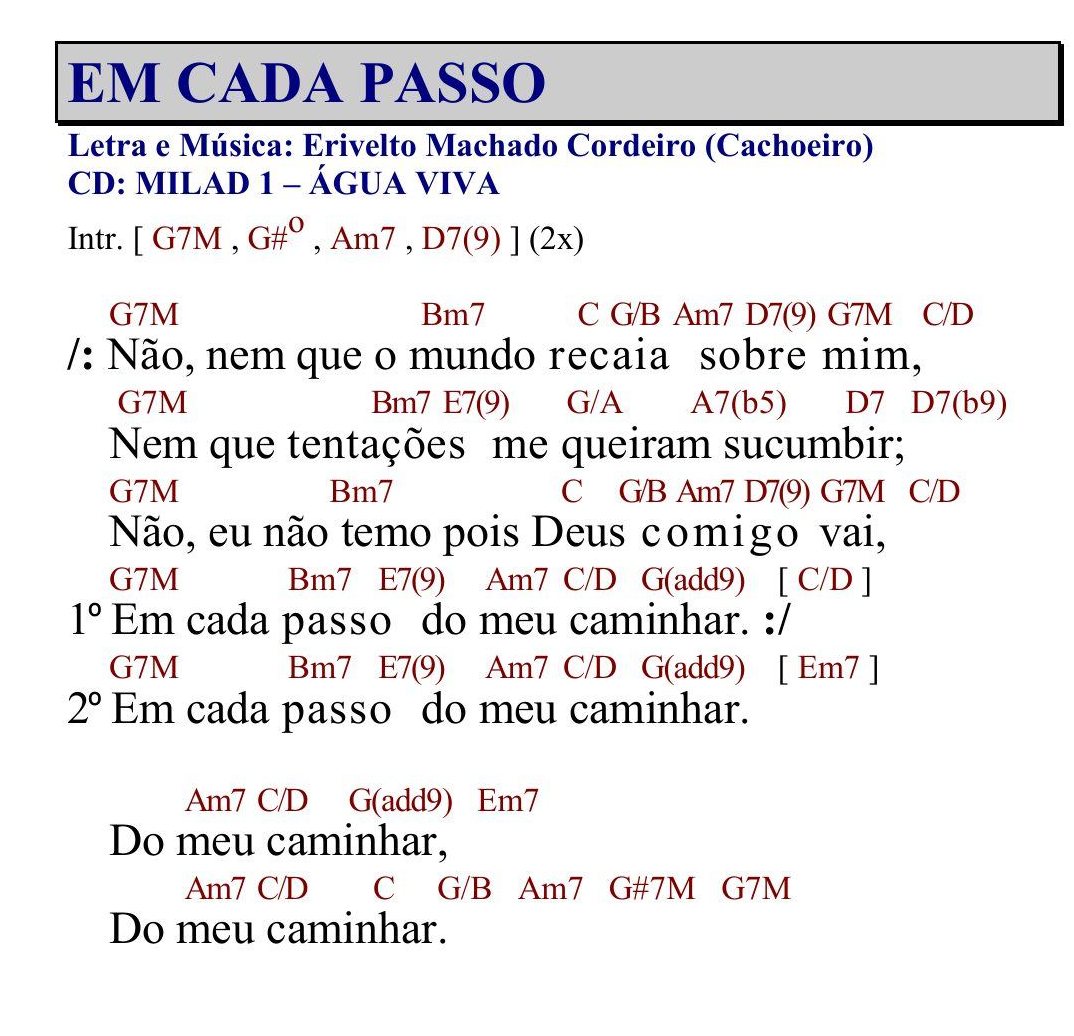 EM CADA PASSO
Letra e Música: Erivelto Machado Cordeiro (Cachoeiro)
CD: MILAD 1 – ÁGUA VIVA
Intr. [ G7M , G#º , Am7 , D7(9) ] (2x)
G7M Bm7 C G/B Am7 D7(9) G7M C/D
/: Não, nem que o mundo recaia sobre mim,
G7M Bm7 E7(9) G/A A7(b5) D7 D7(b9)
Nem que tentações me queiram sucumbir;
G7M Bm7 C G/B Am7 D7(9) G7M C/D
Não, eu não temo pois Deus comigo vai,
G7M Bm7 E7(9) Am7 C/D G(add9) [ C/D ]
1º Em cada passo do meu caminhar. :/
G7M Bm7 E7(9) Am7 C/D G(add9) [ Em7 ]
2º Em cada passo do meu caminhar.
Am7 C/D G(add9) Em7
Do meu caminhar,
Am7 C/D C G/B Am7 G#7M G7M
Do meu caminhar.